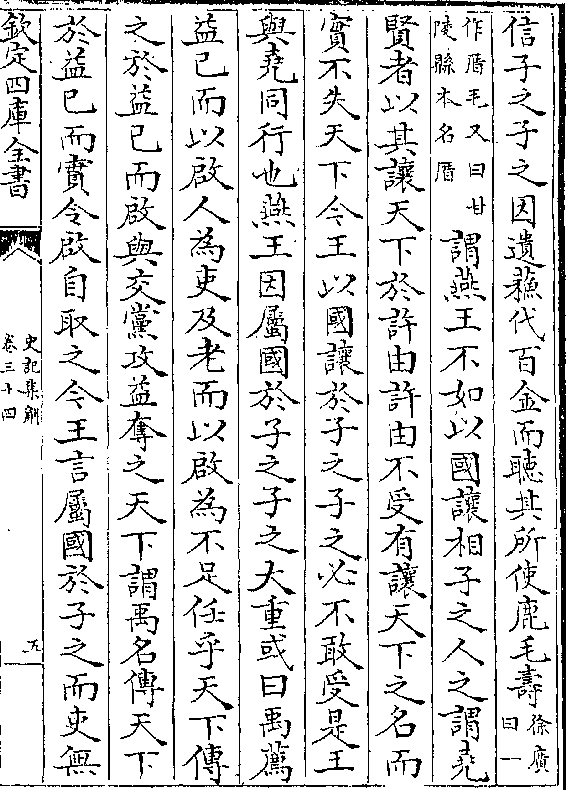 信子之子之因遺蘓代百金而聽其所使鹿毛壽徐廣曰一
作厝毛又曰甘陵縣本名厝謂燕王不如以國讓相子之人之謂堯
賢者以其讓天下於許由許由不受有讓天下之名而
實不失天下今王以國讓於子之子之必不敢受是王
與堯同行也燕王因屬國於子之子之大重或曰禹薦
益已而以啟人為吏及老而以啟為不足任乎天下傳
之於益已而啟與交黨攻益奪之天下謂禹名傳天下
於益已而實令啟自取之今王言屬國於子之而吏無
欽定四庫全書
史記集解
卷三十四
九